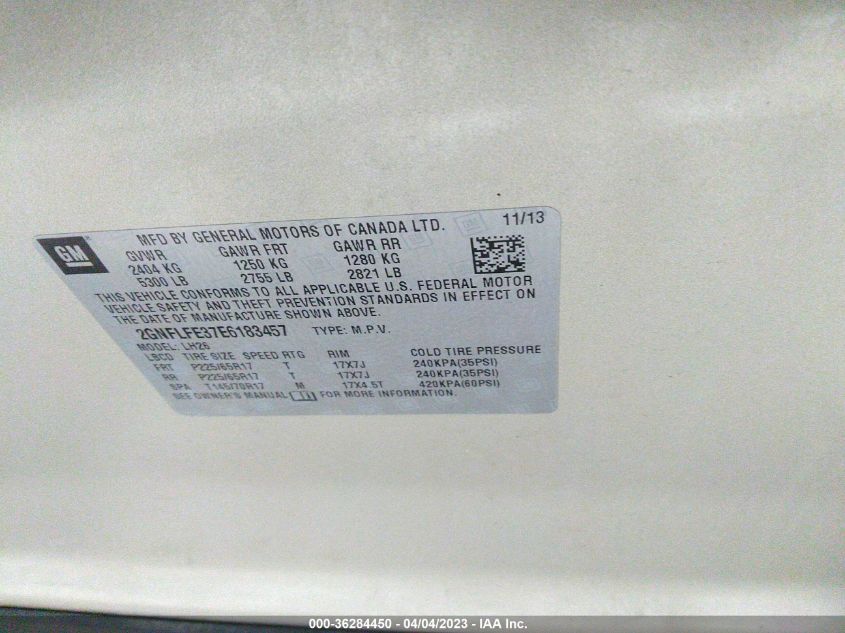 GM
MFD BY GENERAL MOTORS OF CANADA LTD. 11/13
GVWR GAWR FRT GAWR RR
2404 KG 1250 KG 1280 KG
5300 LB 2755 LB 2821 LB
THIS VEHICLE CONFORMS TO ALL APPLICABLE U.S. FEDERAL MOTOR
VEHICLE SAFETY AND THEFT PREVENTION STANDARDS IN EFFECT ON
THE DATE OF MANUFACTURE SHOWN ABOVE.
2GNFLFE37E6183457 TYPE: M.P.V.
MODEL: LH26
LBCD TIRE SIZE SPEED RTG RIM COLD TIRE PRESSURE
FRT P225/65R17 T 17X7J 240KPA(35PSI)
RR P225/65R17 T 17X7J 240KPA(35PSI)
SPA T145/70R17 M 17X4.5T 420KPA(60PSI)
SEE OWNER'S MANUAL FOR MORE INFORMATION.
000-36284450 - 04/04/2023 - IAA Inc.